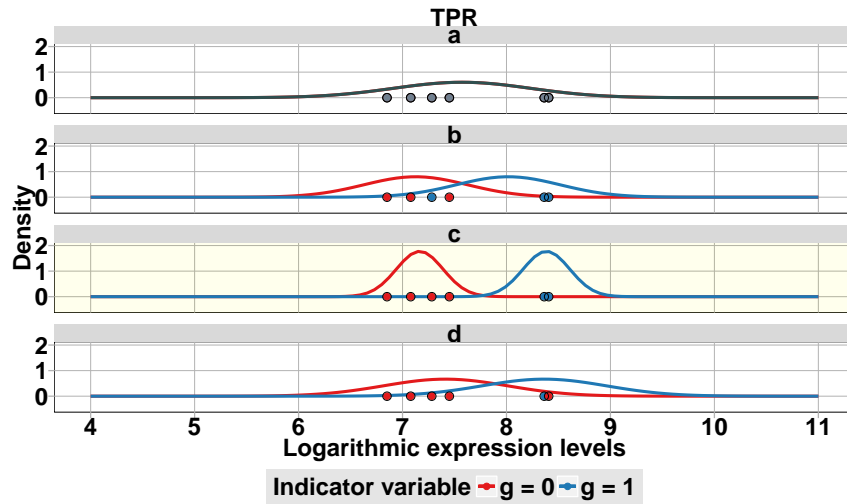 TPR
a
2
1
0
b
2
1
0
c
2
1
0
d
2
1
0
Density
4 5 6 7 8 9 10 11
Logarithmic expression levels
Indicator variable g = 0 g = 1